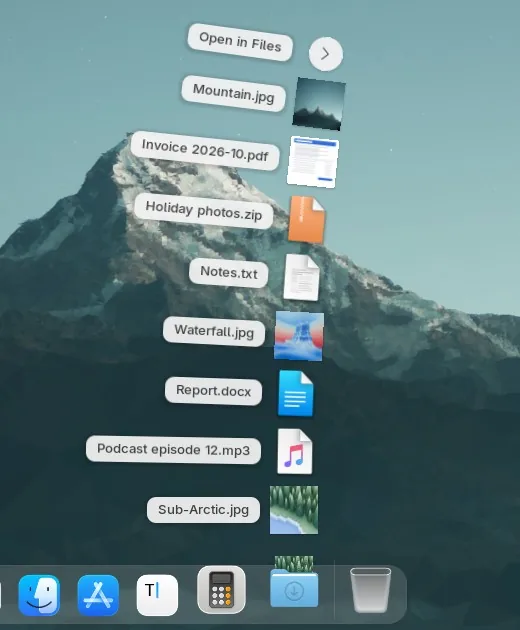 Open in Files
Mountain.jpg
Invoice 2026-10.pdf
Holiday photos.zip
Notes.txt
Waterfall.jpg
Report.docx
Podcast episode 12.mp3
Sub-Arctic.jpg
T